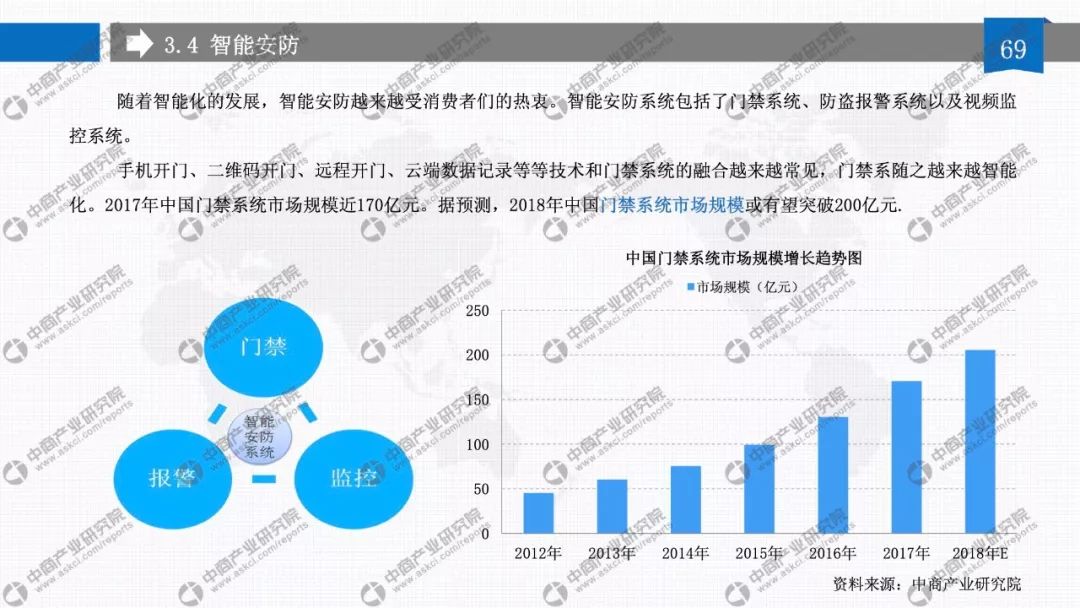 3.4 智能安防
69
随着智能化的发展，智能安防越来越受消费者们的热衷。智能安防系统包括了门禁系统、防盗报警系统以及视频监
控系统。
手机开门、二维码开门、远程开门、云端数据记录等等技术和门禁系统的融合越来越常见，门禁系随之越来越智能
化。2017年中国门禁系统市场规模近170亿元。据预测，2018年中国门禁系统市场规模或有望突破200亿元.
门禁
智能
安防
系统
报警
监控
中国门禁系统市场规模增长趋势图
市场规模（亿元）
250
200
150
100
50
0
2012年 2013年 2014年 2015年 2016年 2017年 2018年E
资料来源：中商产业研究院
中商产业研究院
www.askci.com/reports